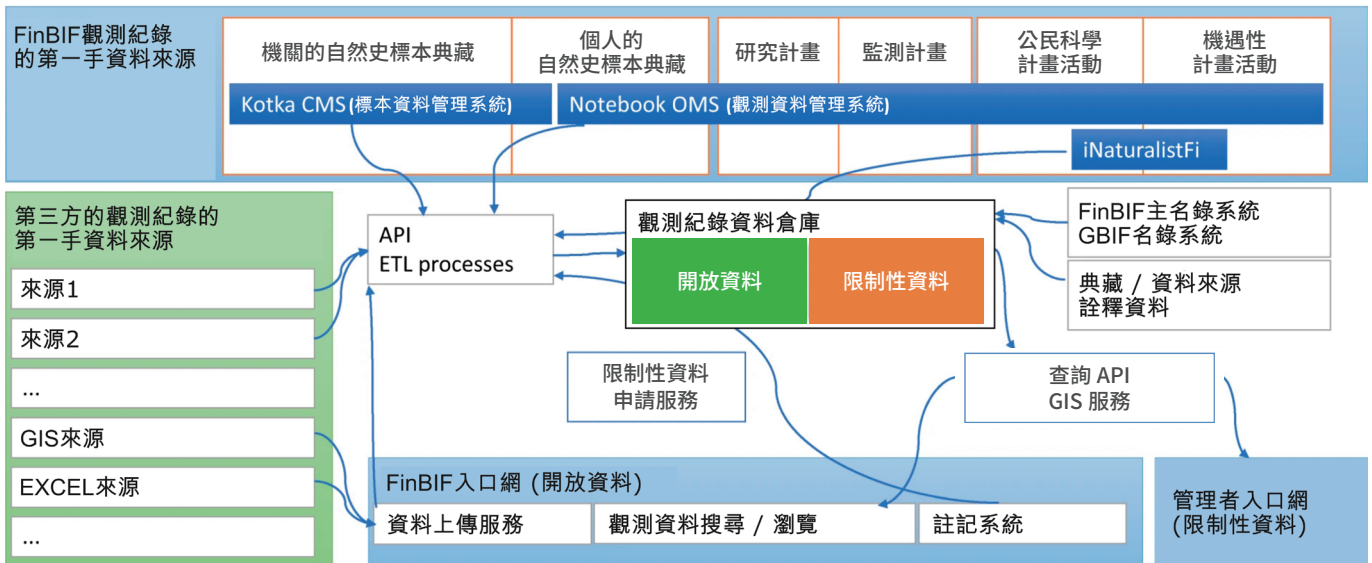 FinBIF觀測紀錄
的第一手資料來源
機關的自然史標本典藏
個人的
自然史標本典藏
研究計畫
監測計畫
公民科學
計畫活動
機遇性
計畫活動
Kotka CMS(標本資料管理系統)
Notebook OMS (觀測資料管理系統)
iNaturalistFi
第三方的觀測紀錄的
第一手資料來源
來源1
來源2
...
GIS來源
EXCEL來源
...
API
ETL processes
觀測紀錄資料倉庫
開放資料
限制性資料
FinBIF主名錄系統
GBIF名錄系統
典藏 / 資料來源
詮釋資料
限制性資料
申請服務
查詢 API
GIS 服務
FinBIF入口網 (開放資料)
資料上傳服務
觀測資料搜尋 / 瀏覽
註記系統
管理者入口網
(限制性資料)